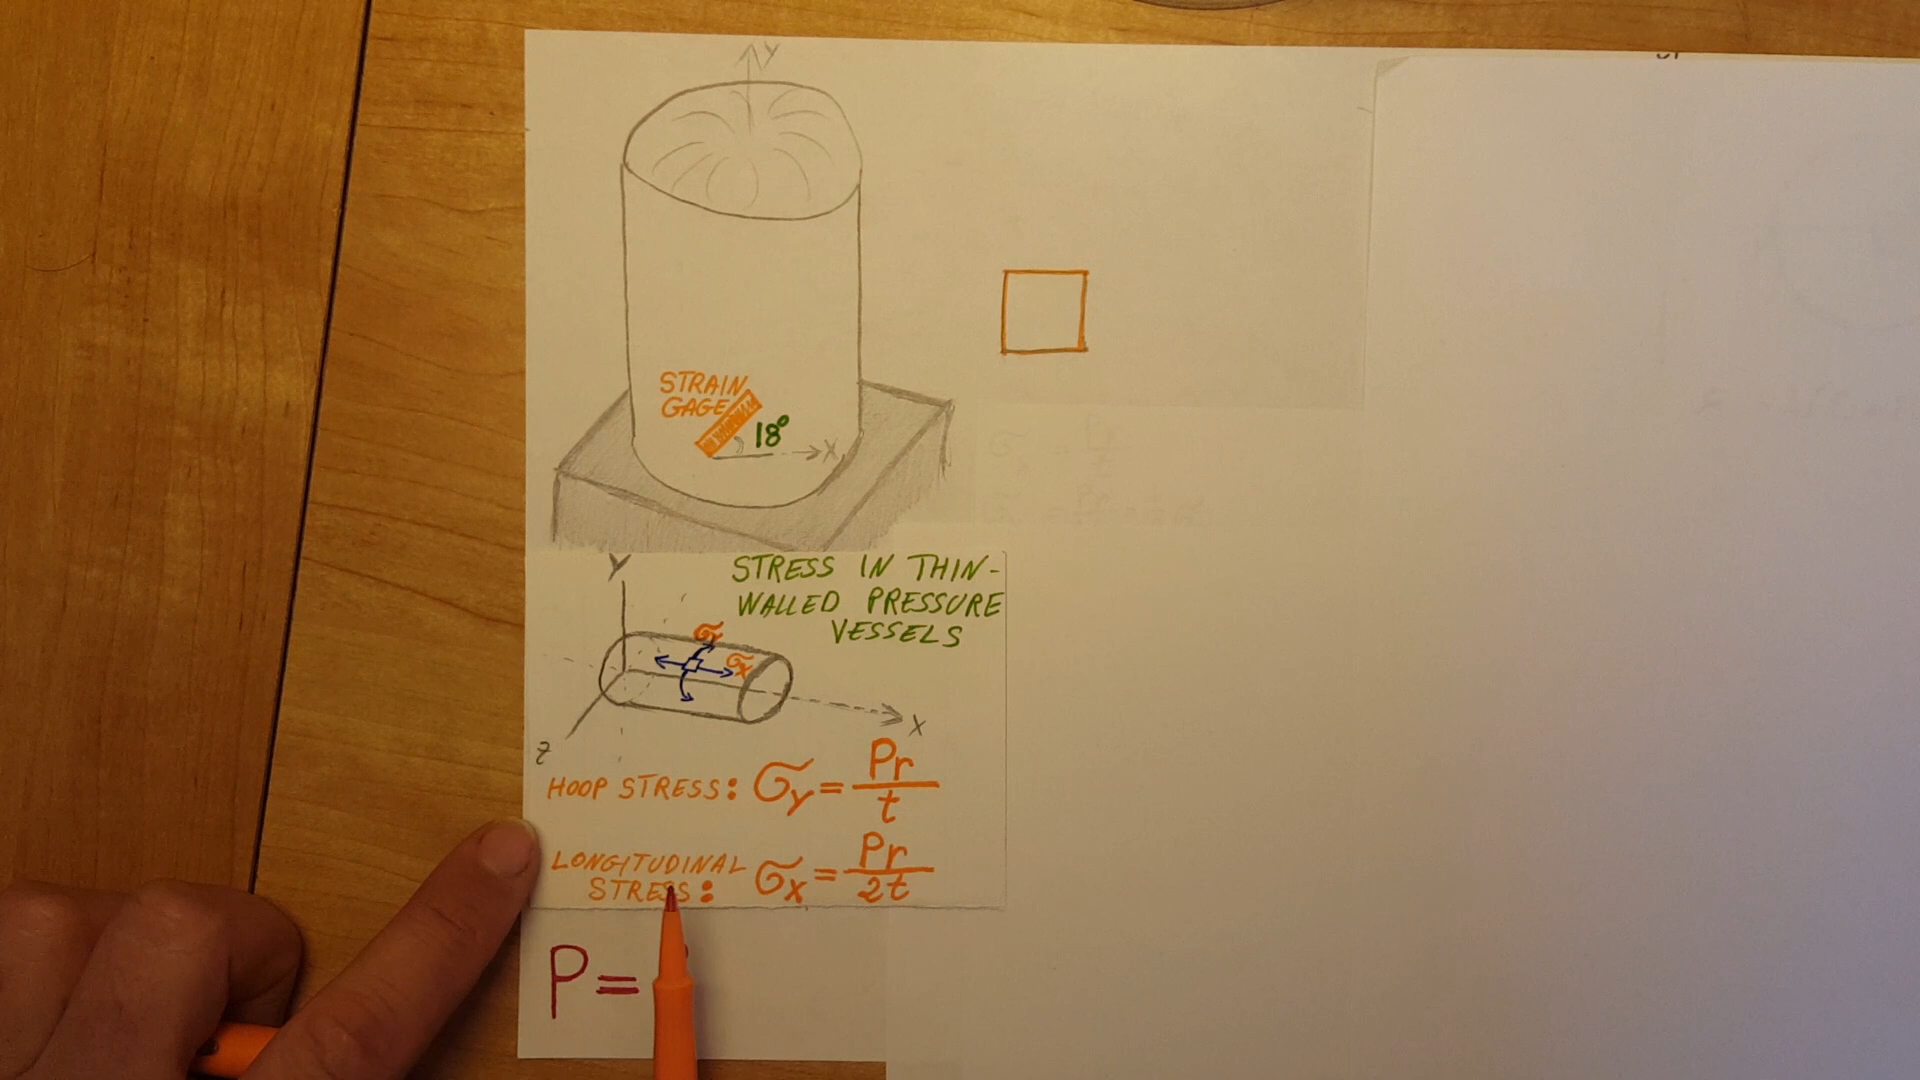 Y
STRAIN
GAGE
18°
X
Y
STRESS IN THIN-
WALLED PRESSURE
VESSELS
σx
X
Z
HOOP STRESS: σy = Pr/t
LONGITUDINAL
STRESS: σx = Pr/2t
P=